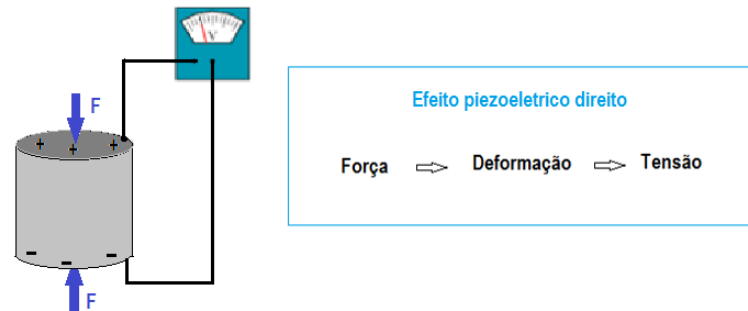 V
F
+ + +
- - -
F
Efeito piezoeletrico direito
Força ⇨ Deformação ⇨ Tensão